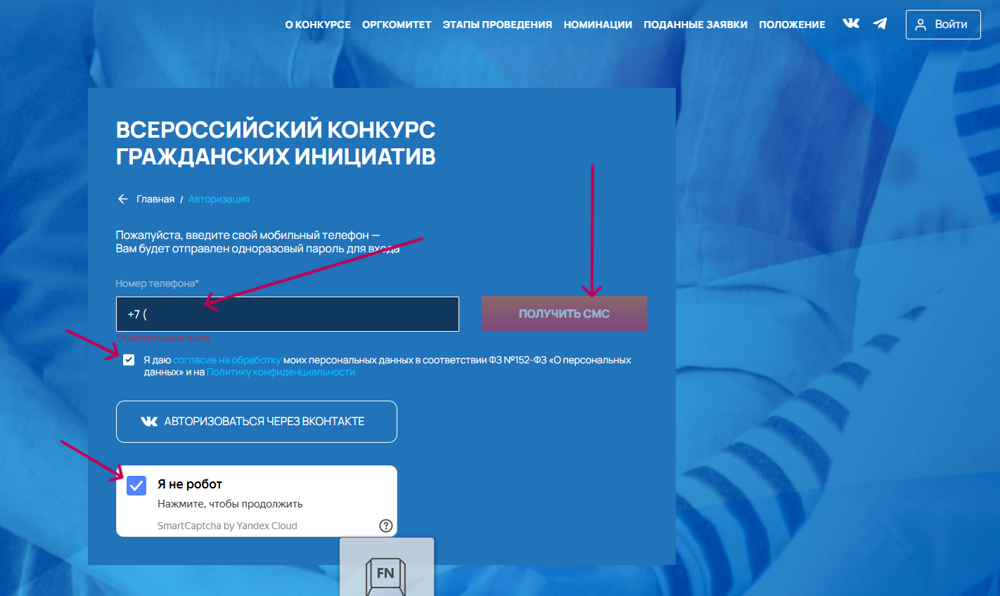 О КОНКУРСЕ ОРГКОМИТЕТ ЭТАПЫ ПРОВЕДЕНИЯ НОМИНАЦИИ ПОДАННЫЕ ЗАЯВКИ ПОЛОЖЕНИЕ Войти
ВСЕРОССИЙСКИЙ КОНКУРС
ГРАЖДАНСКИХ ИНИЦИАТИВ
Главная / Авторизация
Пожалуйста, введите свой мобильный телефон —
Вам будет отправлен одноразовый пароль для входа
Номер телефона*
+7 ( ПОЛУЧИТЬ СМС
Обязательное поле
Я даю согласие на обработку моих персональных данных в соответствии ФЗ №152-ФЗ «О персональных
данных» и на Политику конфиденциальности
АВТОРИЗОВАТЬСЯ ЧЕРЕЗ ВКОНТАКТЕ
Я не робот
Нажмите, чтобы продолжить
SmartCaptcha by Yandex Cloud
FN